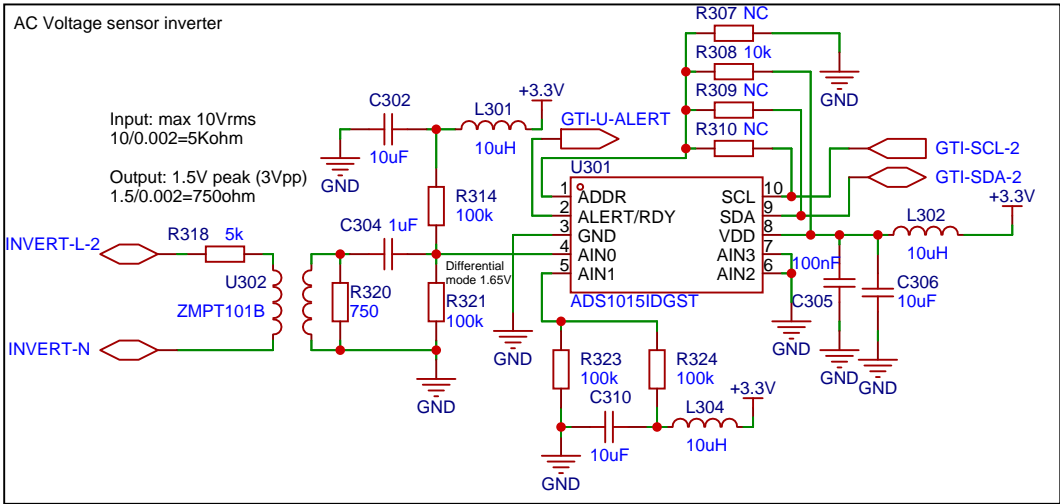 AC Voltage sensor inverter
R307 NC
R308 10k
R309 NC
R310 NC
GND
+3.3V
C302
10uF
GND
L301
10uH
GTI-U-ALERT
Input: max 10Vrms
10/0.002=5Kohm
Output: 1.5V peak (3Vpp)
1.5/0.002=750ohm
GTI-SCL-2
GTI-SDA-2
U301
1 ADDR
2 ALERT/RDY
3 GND
4 AIN0
5 AIN1
SCL 10
SDA 9
VDD 8
AIN3 7
AIN2 6
ADS1015IDGST
R314
100k
C304 1uF
INVERT-L-2
R318 5k
U302
ZMPT101B
INVERT-N
R320
750
R321
100k
Differential
mode 1.65V
GND
GND
+3.3V
L302
10uH
100nF
C305
C306
10uF
GND
GND
GND
R323
100k
R324
100k
C310
10uF
GND
+3.3V
L304
10uH